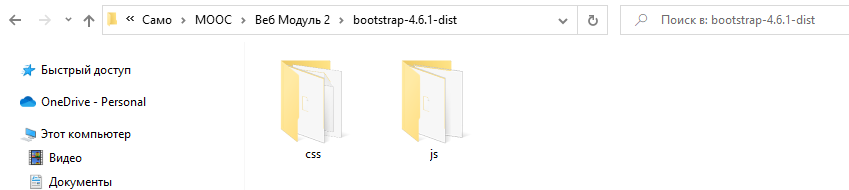 « Само > МООС > Веб Модуль 2 > bootstrap-4.6.1-dist
Поиск в: bootstrap-4.6.1-dist
Быстрый доступ
OneDrive - Personal
Этот компьютер
Видео
Документы
css
js